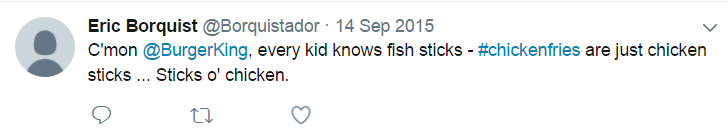 Eric Borquist @Borquistador · 14 Sep 2015
C'mon @BurgerKing, every kid knows fish sticks - #chickenfries are just chicken
sticks ... Sticks o' chicken.